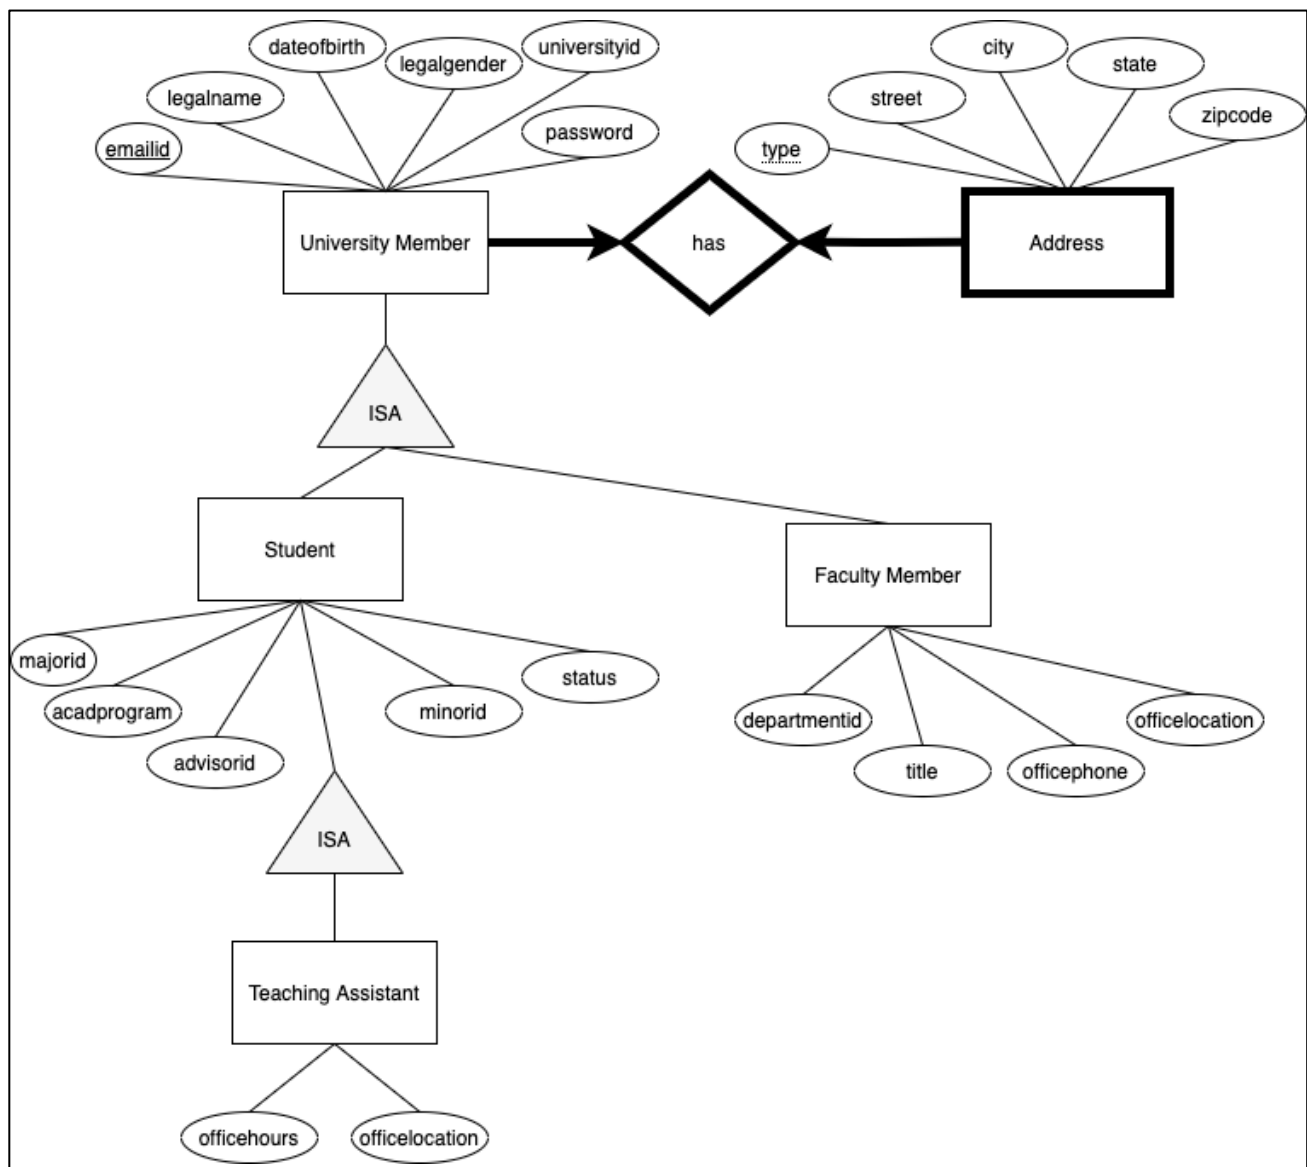 dateofbirth
legalgender
universityid
legalname
emailid
password
city
state
street
zipcode
type
University Member
has
Address
ISA
Student
Faculty Member
majorid
acadprogram
advisorid
minorid
status
departmentid
title
officephone
officelocation
ISA
Teaching Assistant
officehours
officelocation